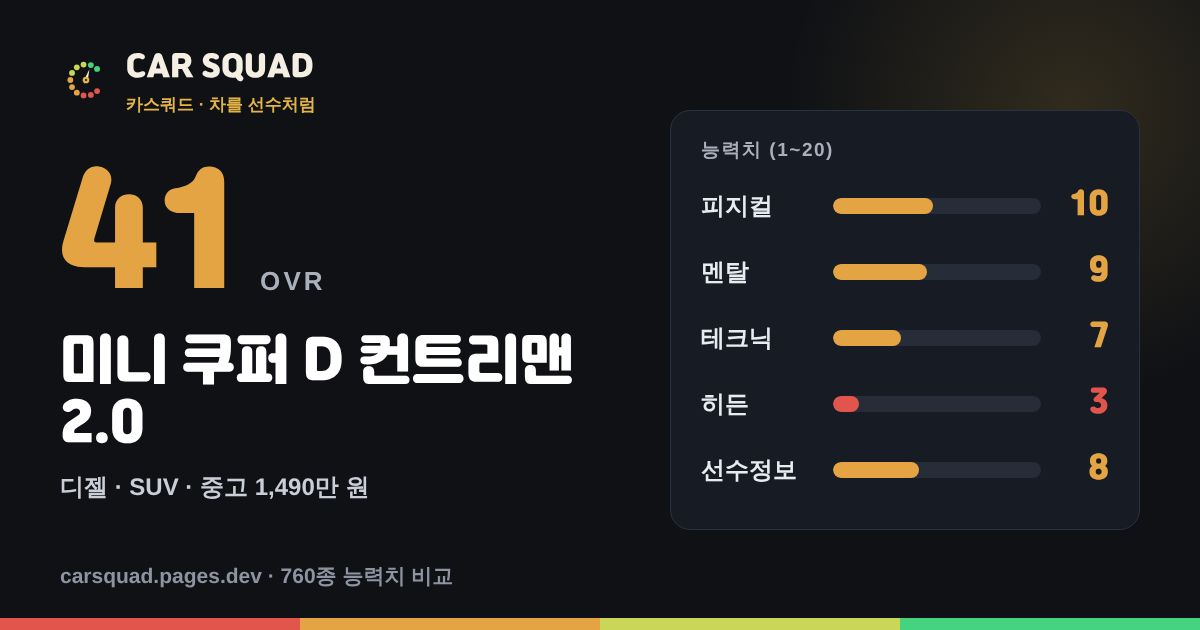 CAR SQUAD
카스쿼드 · 차를 선수처럼
41 OVR
미니 쿠퍼 D 컨트리맨
2.0
디젤 · SUV · 중고 1,490만 원
carsquad.pages.dev · 760종 능력치 비교
능력치 (1~20)
피지컬 10
멘탈 9
테크닉 7
히든 3
선수정보 8